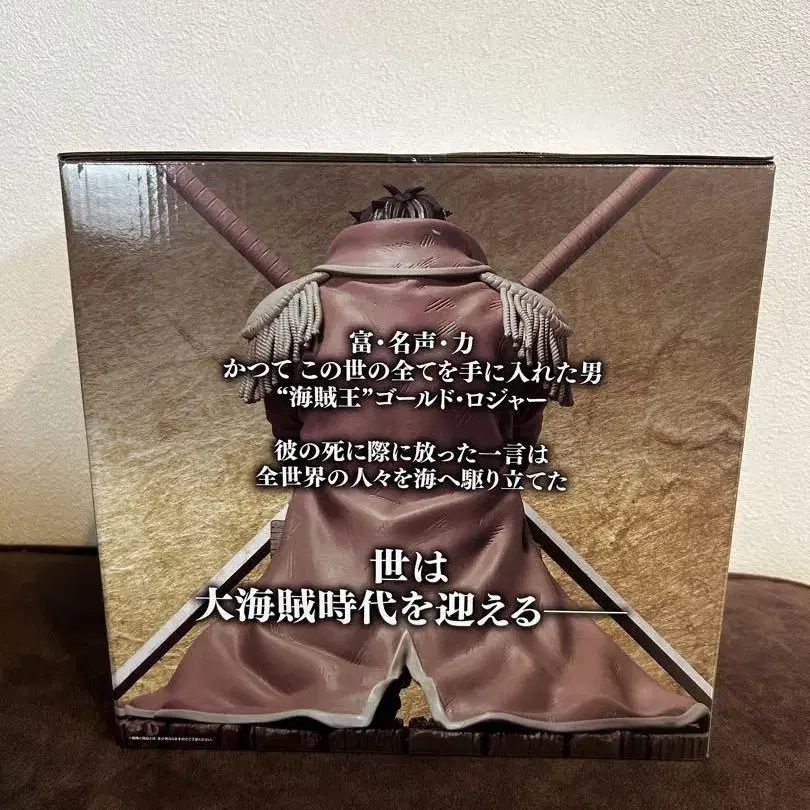 富・名声・力
かつて この世の全てを手に入れた男
“海賊王”ゴールド・ロジャー
彼の死に際に放った一言は
全世界の人々を海へ駆り立てた
世は
大海賊時代を迎える――